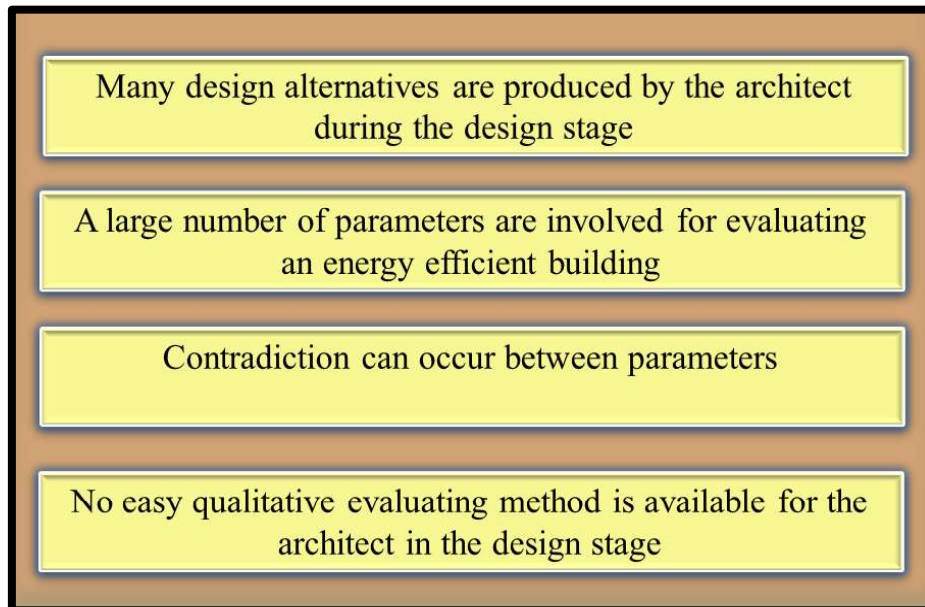 Many design alternatives are produced by the architect
during the design stage
A large number of parameters are involved for evaluating
an energy efficient building
Contradiction can occur between parameters
No easy qualitative evaluating method is available for the
architect in the design stage